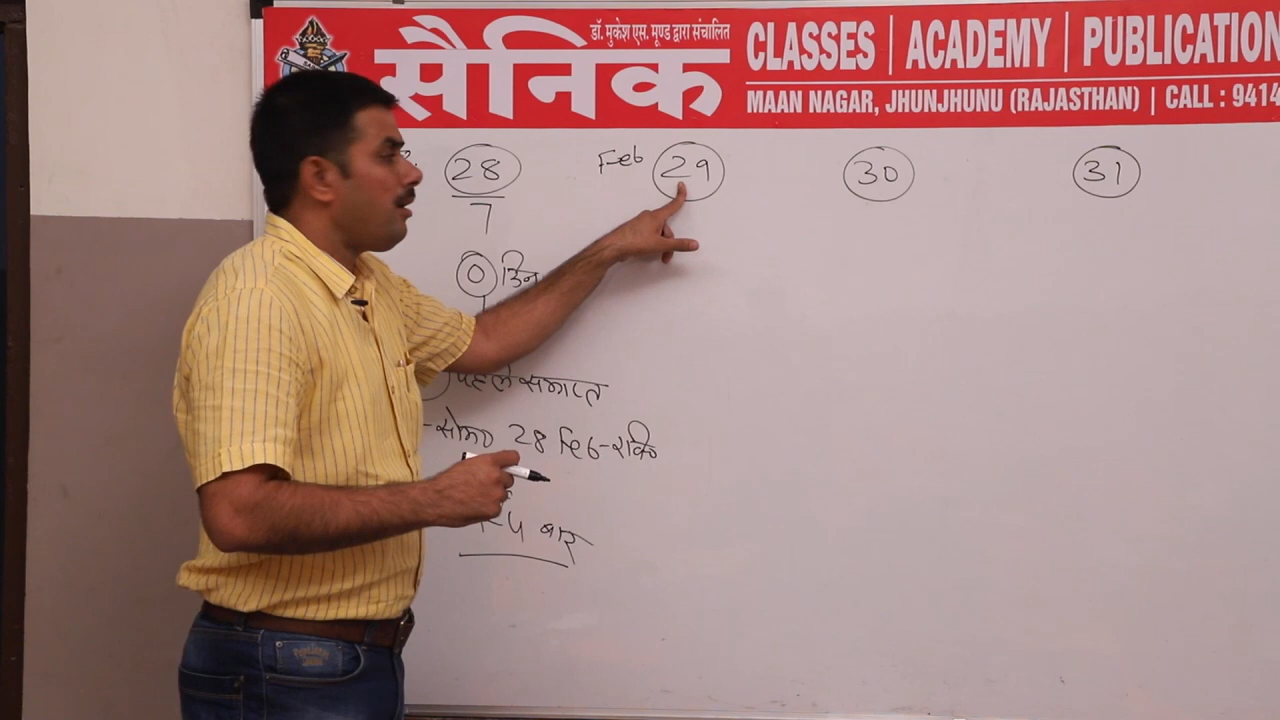 डॉ. मुकेश एस. मूण्ड द्वारा संचालित
सैनिक
CLASSES | ACADEMY | PUBLICATION
MAAN NAGAR, JHUNJHUNU (RAJASTHAN) | CALL : 9414
28 Feb 29 30 31
7
0 दिन
पहले समाप्त
28 Feb-रवि
बार